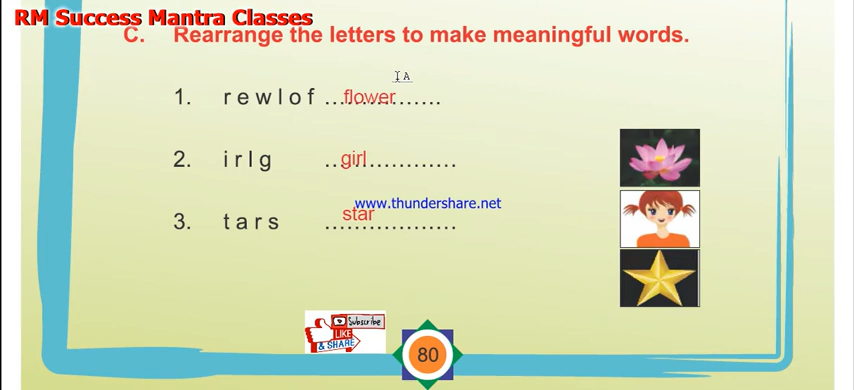 RM Success Mantra Classes
C. Rearrange the letters to make meaningful words.
A
1. r e w l o f ...flower...............
2. i r l g ..girl..............
www.thundershare.net
3. t a r s star...................
Subscribe
LIKE
& SHARE
80